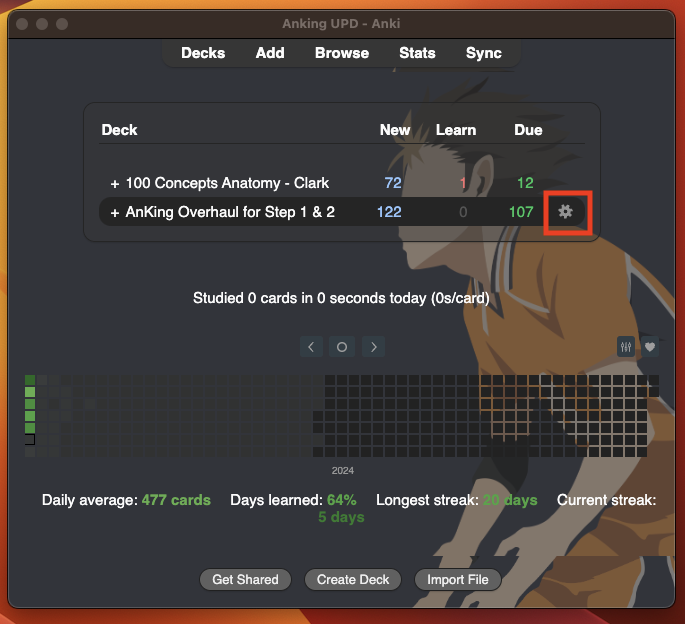 Anking UPD - Anki
Decks Add Browse Stats Sync
Deck New Learn Due
+ 100 Concepts Anatomy - Clark 72 1 12
+ AnKing Overhaul for Step 1 & 2 122 0 107
Studied 0 cards in 0 seconds today (0s/card)
2024
Daily average: 477 cards Days learned: 64% Longest streak: 20 days Current streak:
5 days
Get Shared Create Deck Import File